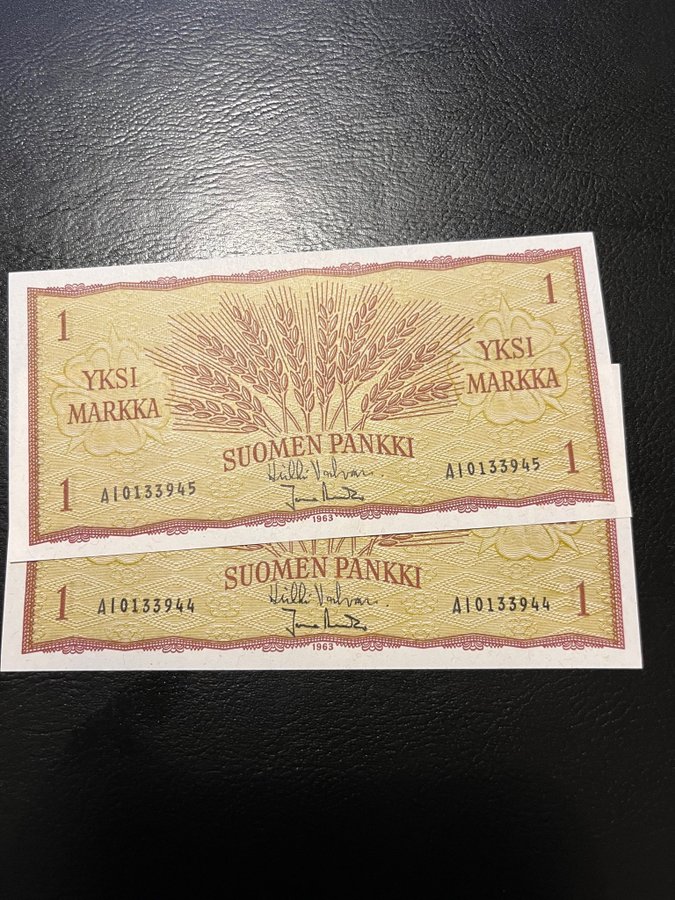 1
1
YKSI
MARKKA
YKSI
MARKKA
SUOMEN PANKKI
1
A10133945
A10133945
1
1963
SUOMEN PANKKI
1
A10133944
A10133944
1
1963